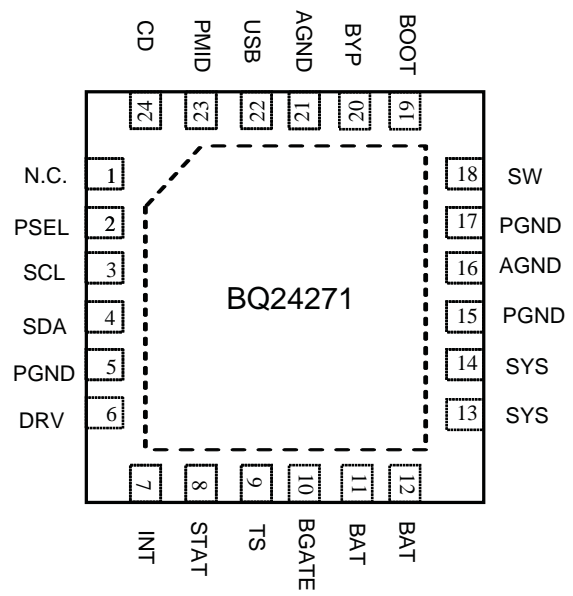 CD PMID USB AGND BYP BOOT
24 23 22 21 20 19
N.C. 1 18 SW
PSEL 2 17 PGND
SCL 3 16 AGND
BQ24271
SDA 4 15 PGND
PGND 5 14 SYS
DRV 6 13 SYS
7 8 9 10 11 12
INT STAT TS BGATE BAT BAT